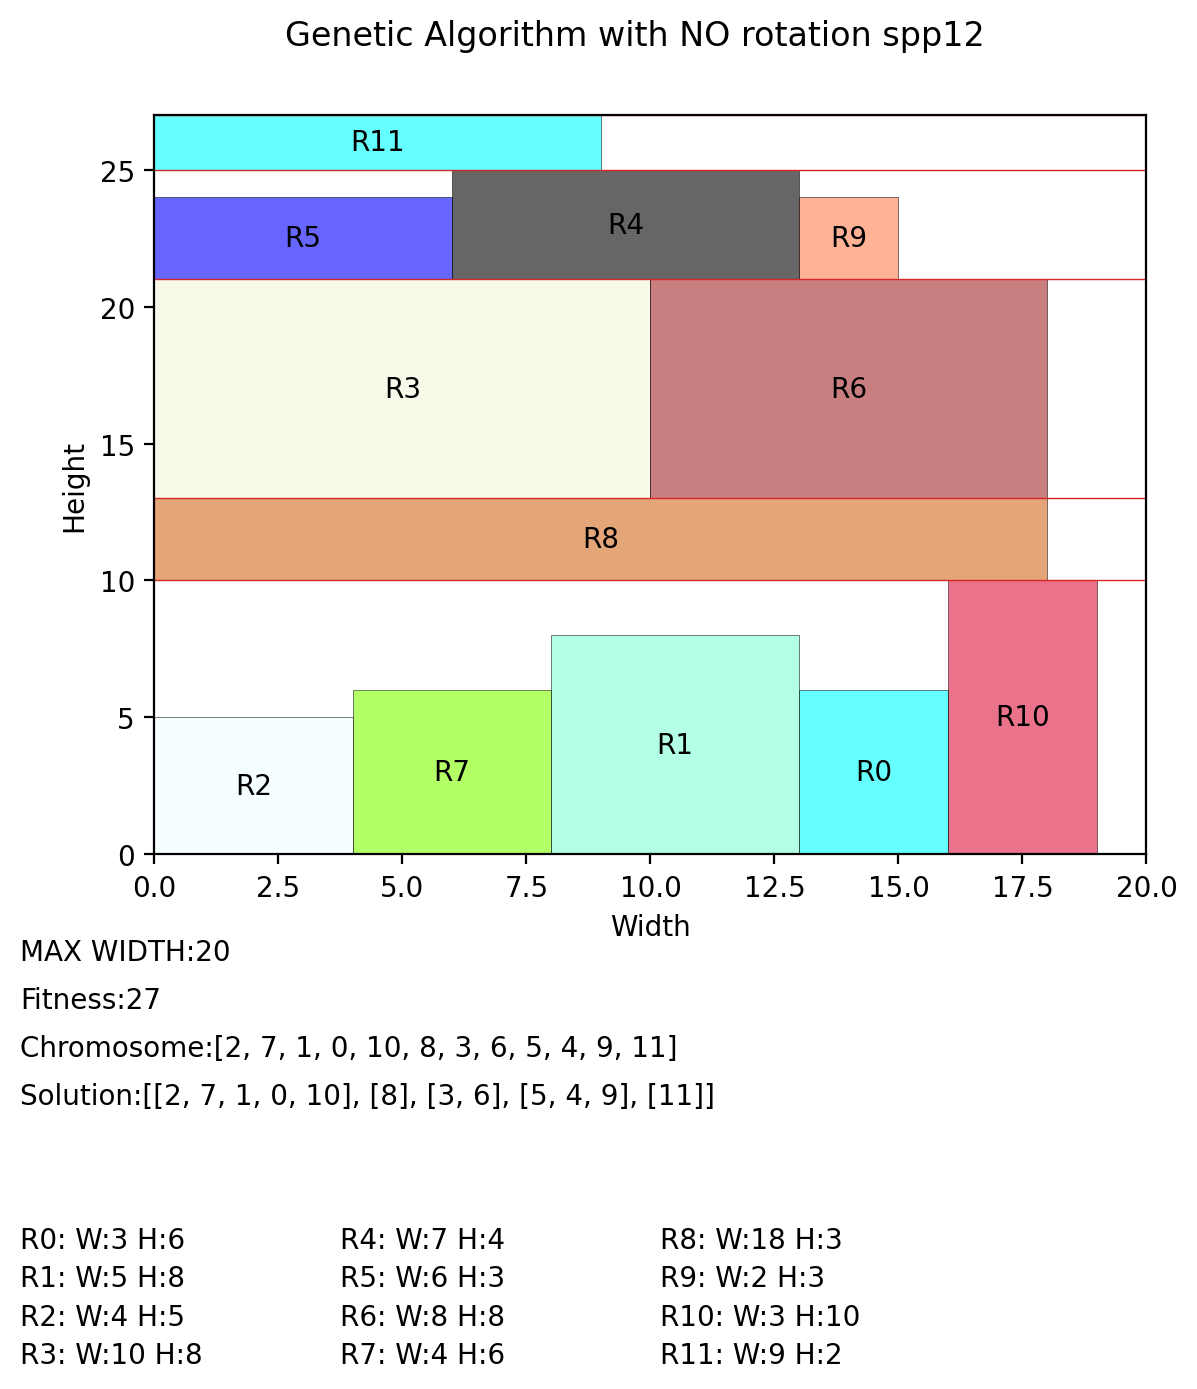 Genetic Algorithm with NO rotation spp12
R11
25
R5
R4
R9
20
R3
R6
15
Height
R8
10
R10
5
R1
R7
R0
R2
0
0.0 2.5 5.0 7.5 10.0 12.5 15.0 17.5 20.0
Width
MAX WIDTH:20
Fitness:27
Chromosome:[2, 7, 1, 0, 10, 8, 3, 6, 5, 4, 9, 11]
Solution:[[2, 7, 1, 0, 10], [8], [3, 6], [5, 4, 9], [11]]
R0: W:3 H:6 R4: W:7 H:4 R8: W:18 H:3
R1: W:5 H:8 R5: W:6 H:3 R9: W:2 H:3
R2: W:4 H:5 R6: W:8 H:8 R10: W:3 H:10
R3: W:10 H:8 R7: W:4 H:6 R11: W:9 H:2